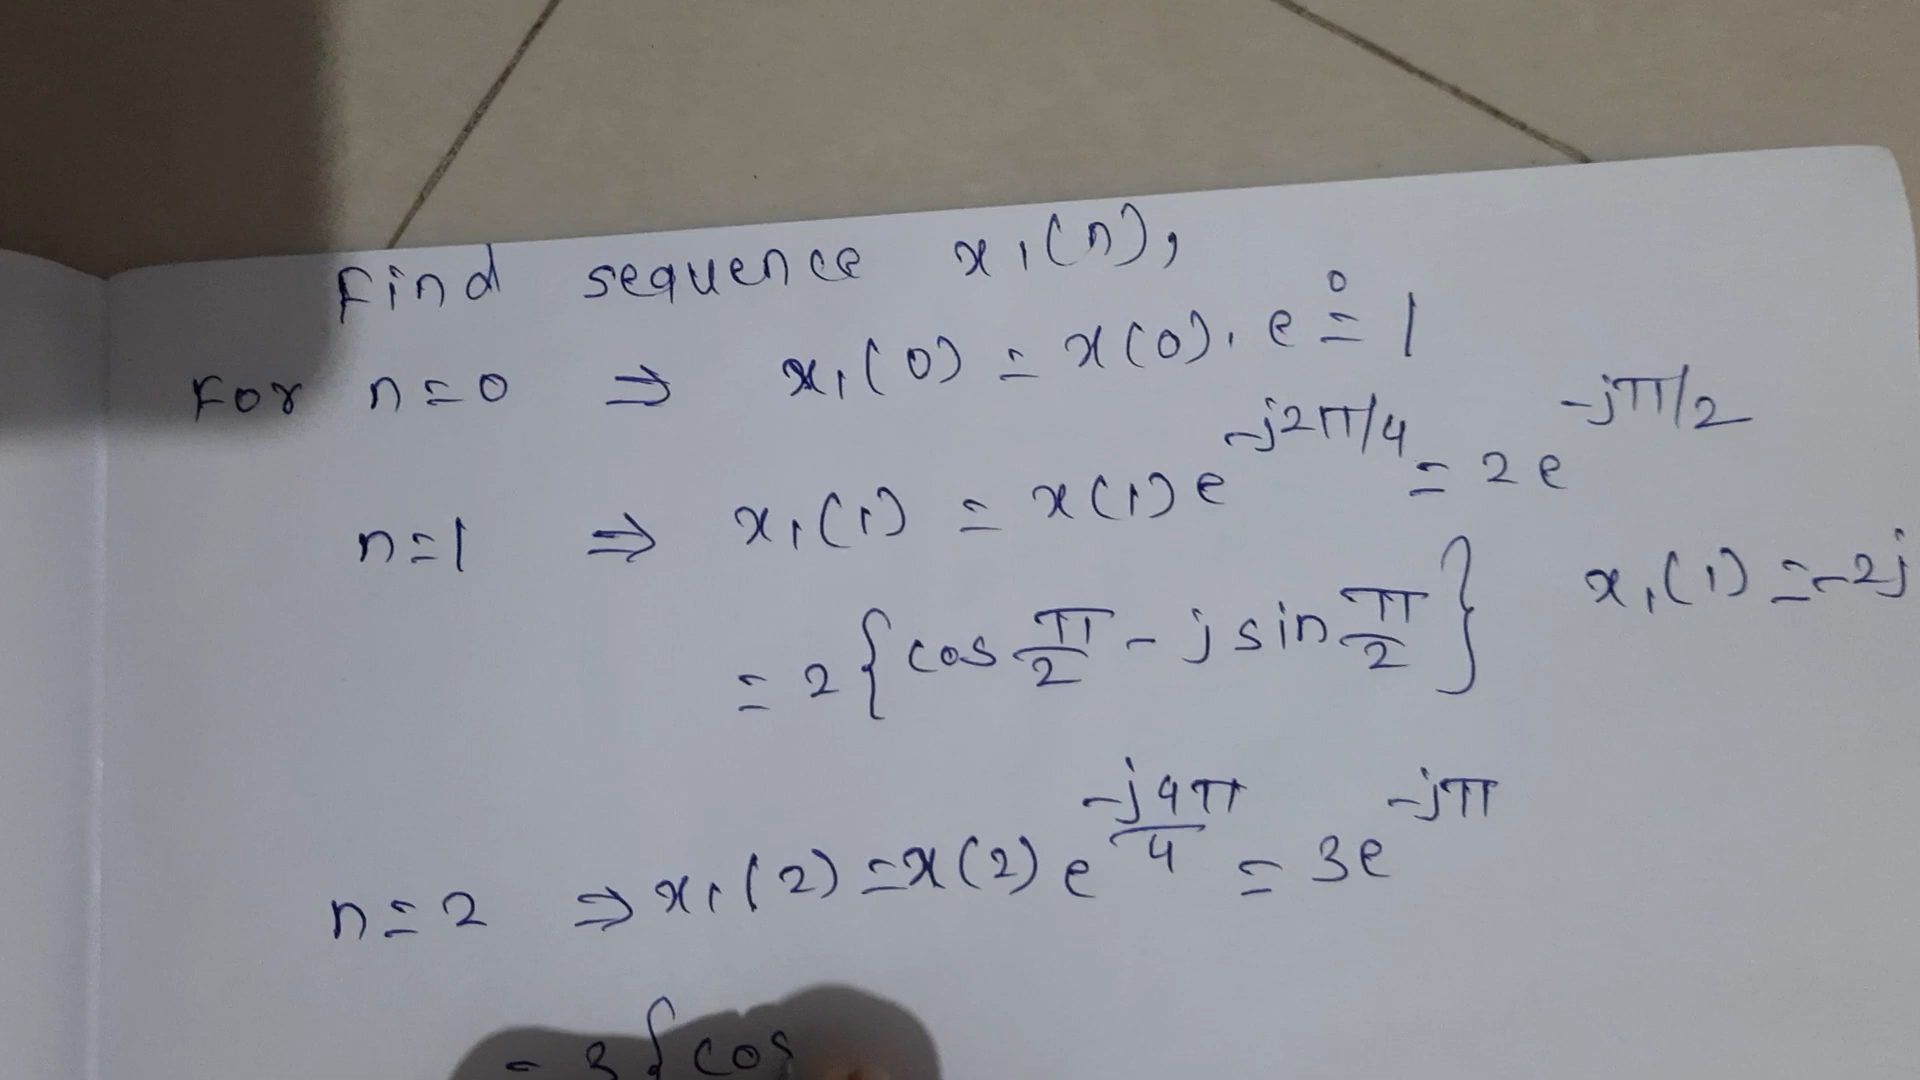 Find sequence x₁(n),
For n=0 ⇒ x₁(0) = x(0). e⁰ = 1
n=1 ⇒ x₁(1) = x(1) e^(-j2π/4) = 2e^(-jπ/2)
= 2{cos π/2 - j sin π/2} x₁(1) = -2j
n=2 ⇒ x₁(2) = x(2) e^(-j4π/4) = 3e^(-jπ)
= 3{cos